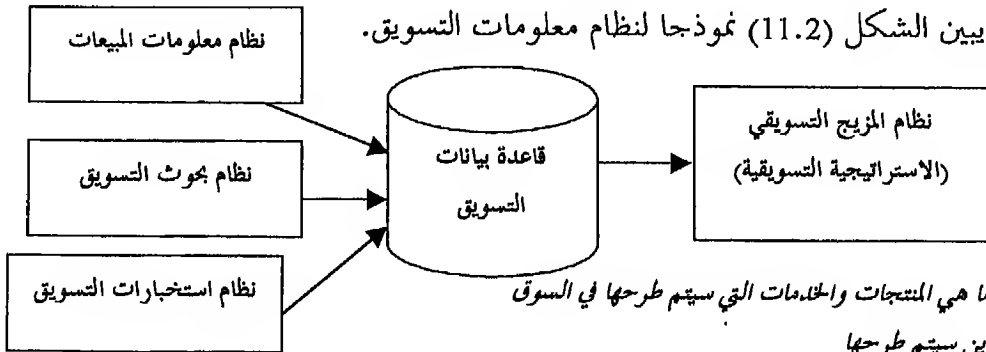 يبين الشكل (11.2) نموذجا لنظام معلومات التسويق.
نظام معلومات المبيعات
نظام بحوث التسويق
نظام استخبارات التسويق
قاعدة بيانات
التسويق
نظام المزيج التسويقي
(الاستراتيجية التسويقية)
ما هي المنتجات والخدمات التي سيتم طرحها في السوق
سيتم طرحها